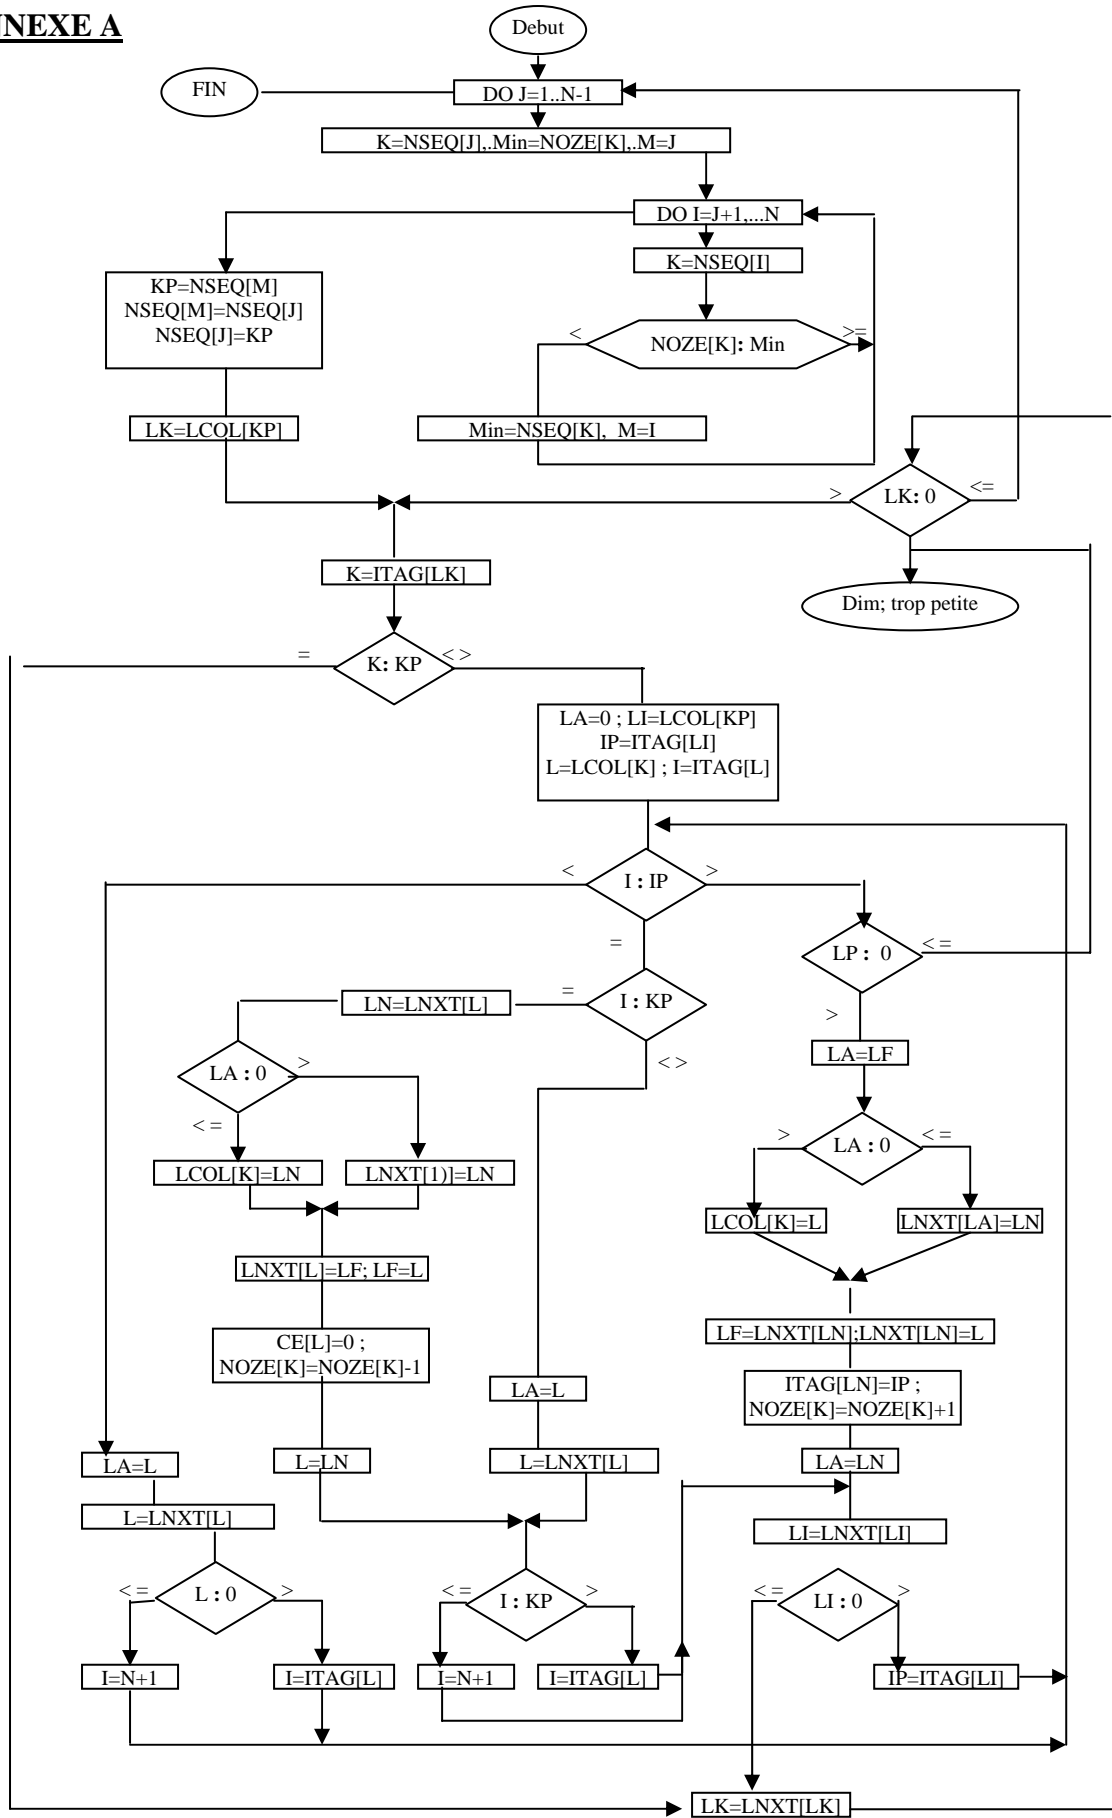 NNEXE A
Debut
FIN
DO J=1..N-1
K=NSEQ[J],.Min=NOZE[K],.M=J
DO I=J+1,...N
K=NSEQ[I]
KP=NSEQ[M]
NSEQ[M]=NSEQ[J]
NSEQ[J]=KP
<
NOZE[K]: Min
>=
LK=LCOL[KP]
Min=NSEQ[K], M=I
>
LK: 0
<=
K=ITAG[LK]
Dim; trop petite
=
K: KP
< >
LA=0 ; LI=LCOL[KP]
IP=ITAG[LI]
L=LCOL[K] ; I=ITAG[L]
<
I : IP
>
=
LP : 0
< =
LN=LNXT[L]
=
I : KP
>
< >
LA=LF
LA : 0
>
< =
>
LA : 0
< =
LCOL[K]=LN
LNXT[1)]=LN
LCOL[K]=L
LNXT[LA]=LN
LNXT[L]=LF; LF=L
LF=LNXT[LN];LNXT[LN]=L
CE[L]=0 ;
NOZE[K]=NOZE[K]-1
LA=L
ITAG[LN]=IP ;
NOZE[K]=NOZE[K]+1
LA=L
L=LN
L=LNXT[L]
LA=LN
L=LNXT[L]
LI=LNXT[LI]
< =
L : 0
>
< =
I : KP
>
< =
LI : 0
>
I=N+1
I=ITAG[L]
I=N+1
I=ITAG[L]
IP=ITAG[LI]
LK=LNXT[LK]